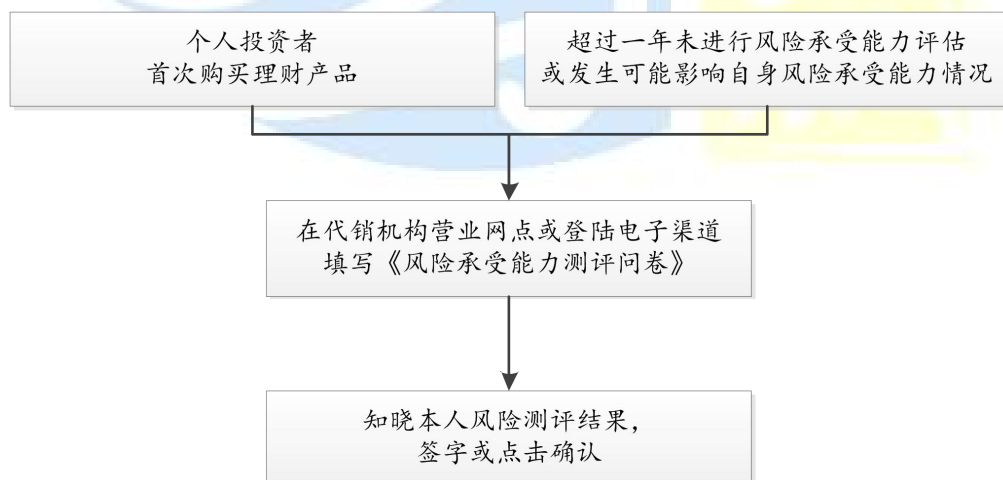 个人投资者
首次购买理财产品
超过一年未进行风险承受能力评估
或发生可能影响自身风险承受能力情况
在代销机构营业网点或登陆电子渠道
填写《风险承受能力测评问卷》
知晓本人风险测评结果，
签字或点击确认